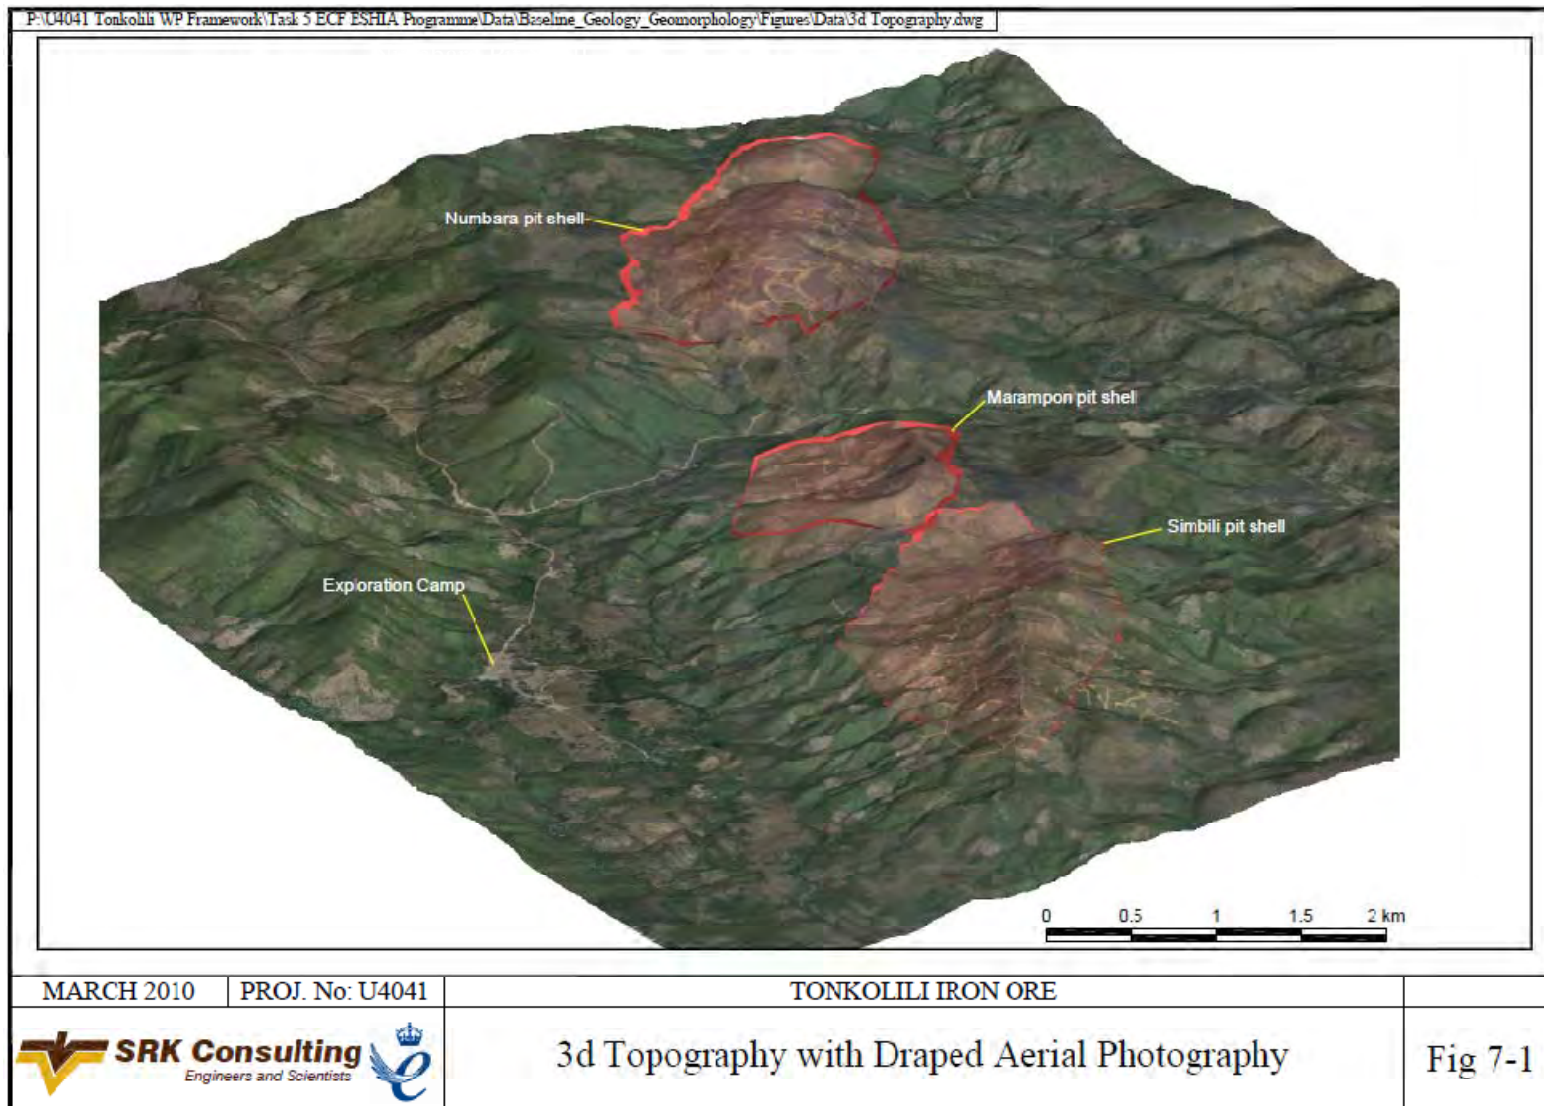 P:\U4041 Tonkolili WP Framework\Task 5 ECF ESHIA Programme\Data\Baseline_Geology_Geomorphology\Figures\Data\3d Topography.dwg
Numbara pit shell
Marampon pit shell
Simbili pit shell
Exploration Camp
0 0.5 1 1.5 2 km
MARCH 2010 PROJ. No: U4041 TONKOLILI IRON ORE
SRK Consulting
Engineers and Scientists
3d Topography with Draped Aerial Photography
Fig 7-1